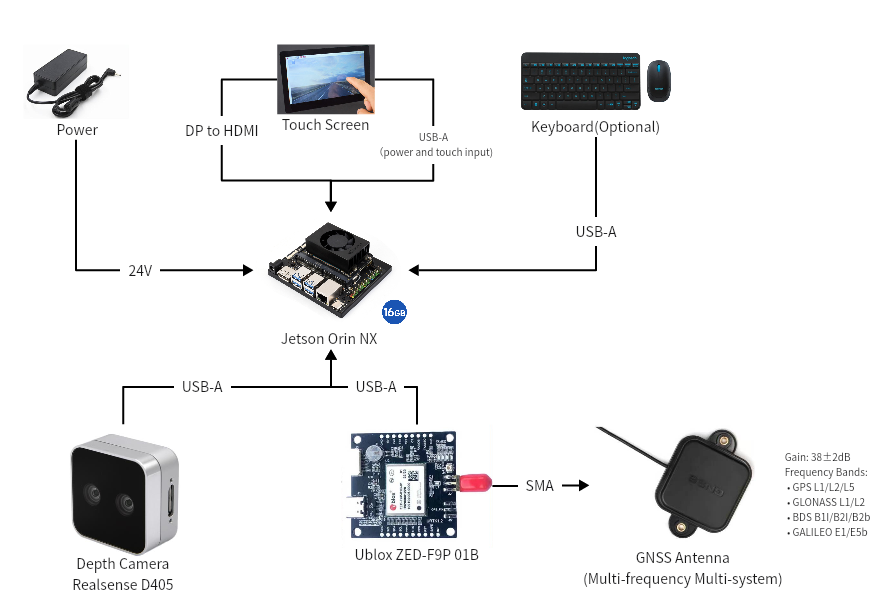 Power
DP to HDMI
Touch Screen
USB-A
(power and touch input)
Keyboard(Optional)
24V
USB-A
16GB
Jetson Orin NX
USB-A
USB-A
SMA
Gain: 38±2dB
Frequency Bands:
• GPS L1/L2/L5
• GLONASS L1/L2
• BDS B1I/B2I/B2b
• GALILEO E1/E5b
Depth Camera
Realsense D405
Ublox ZED-F9P 01B
GNSS Antenna
(Multi-frequency Multi-system)